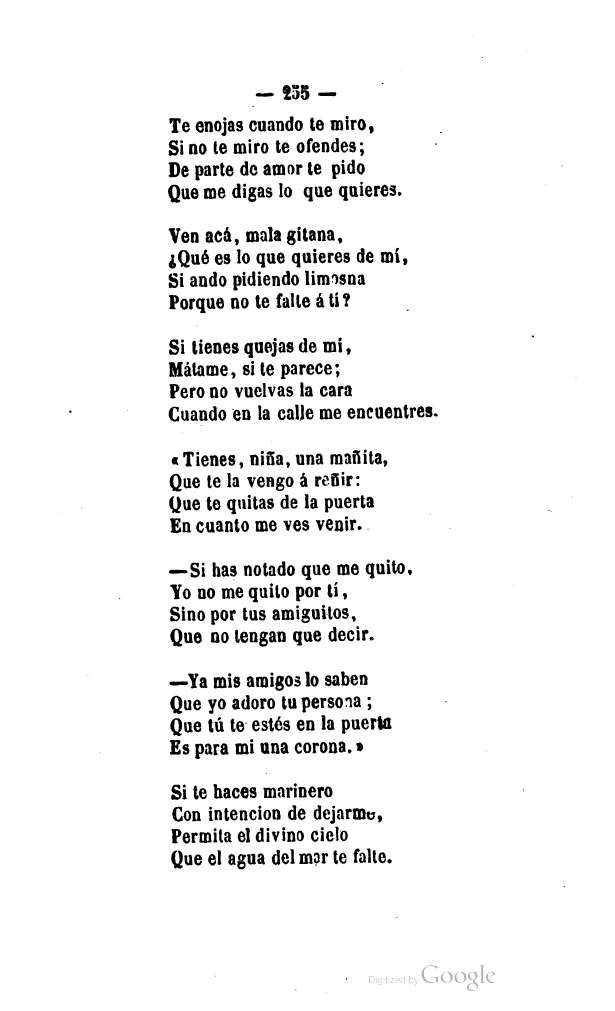 — 255 —
Te enojas cuando te miro,
Si no te miro te ofendes;
De parte de amor te pido
Que me digas lo que quieres.
Ven acá, mala gitana,
¿Qué es lo que quieres de mí,
Si ando pidiendo limosna
Porque no te falte á tí?
Si tienes quejas de mi,
Mátame, si te parece;
Pero no vuelvas la cara
Cuando en la calle me encuentres.
«Tienes, niña, una mañita,
Que te la vengo á reñir:
Que te quitas de la puerta
En cuanto me ves venir.
—Si has notado que me quito,
Yo no me quito por tí,
Sino por tus amiguitos,
Que no tengan que decir.
—Ya mis amigos lo saben
Que yo adoro tu persona;
Que tú te estés en la puerta
Es para mi una corona.»
Si te haces marinero
Con intencion de dejarme,
Permita el divino cielo
Que el agua del mar te falte.
Digitized by Google